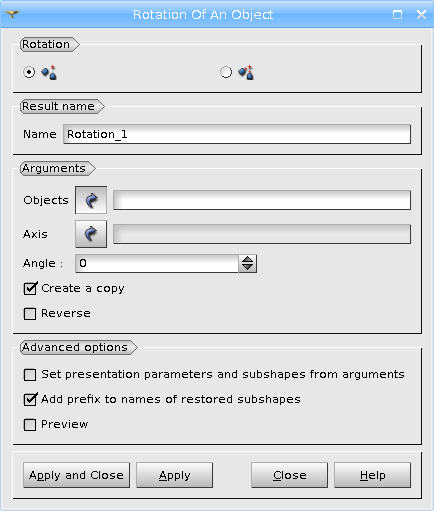 Rotation Of An Object
Rotation
Result name
Name Rotation_1
Arguments
Objects
Axis
Angle : 0
Create a copy
Reverse
Advanced options
Set presentation parameters and subshapes from arguments
Add prefix to names of restored subshapes
Preview
Apply and Close Apply Close Help